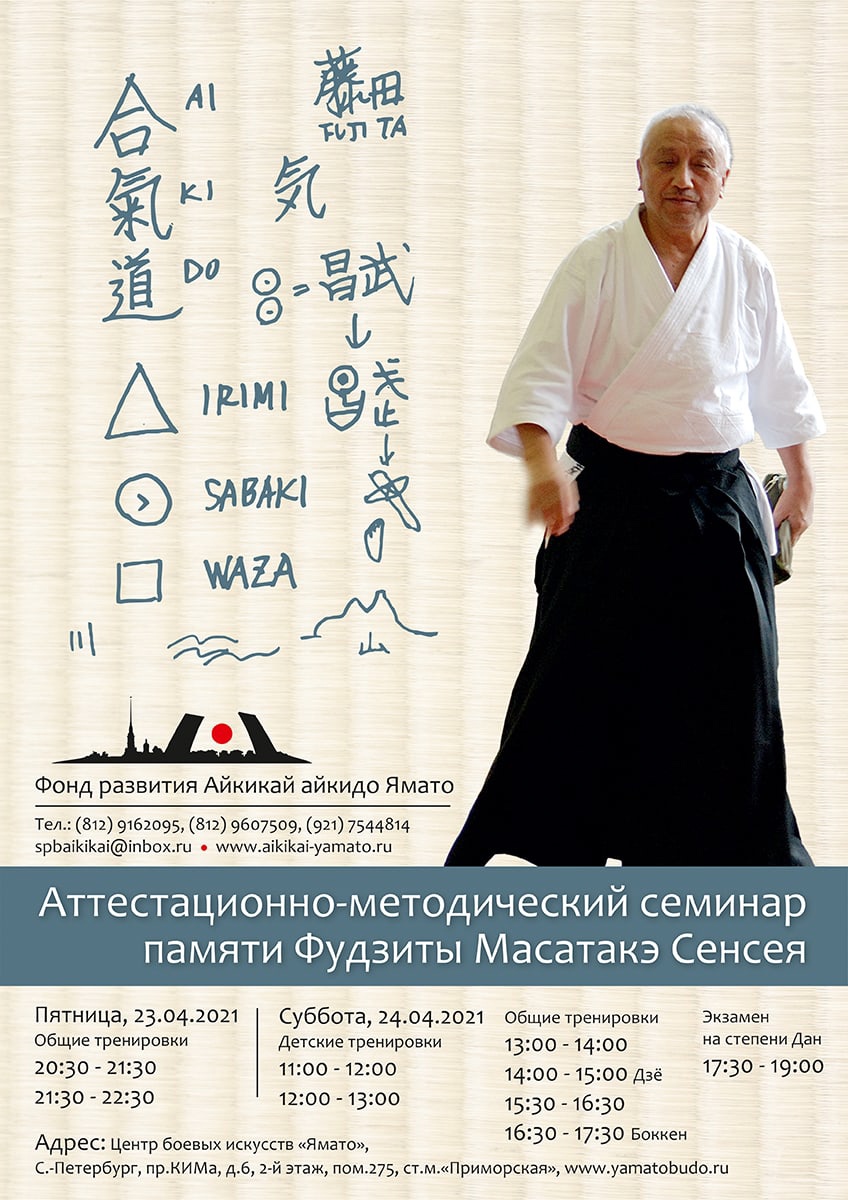 合 AI
氣 KI
道 DO
藤田
FUJITA
気
= 昌武
△ IRIMI
SABAKI
□ WAZA
川
山
Фонд развития Айкикай айкидо Ямато
Тел.: (812) 9162095, (812) 9607509, (921) 7544814
spbaikikai@inbox.ru • www.aikikai-yamato.ru
Аттестационно-методический семинар
памяти Фудзиты Масатакэ Сенсея
Пятница, 23.04.2021
Общие тренировки
20:30 - 21:30
21:30 - 22:30
Суббота, 24.04.2021
Детские тренировки
11:00 - 12:00
12:00 - 13:00
Общие тренировки
13:00 - 14:00
14:00 - 15:00 Дзё
15:30 - 16:30
16:30 - 17:30 Боккен
Экзамен
на степени Дан
17:30 - 19:00
Адрес: Центр боевых искусств «Ямато»,
С.-Петербург, пр.КИМа, д.6, 2-й этаж, пом.275, ст.м.«Приморская», www.yamatobudo.ru